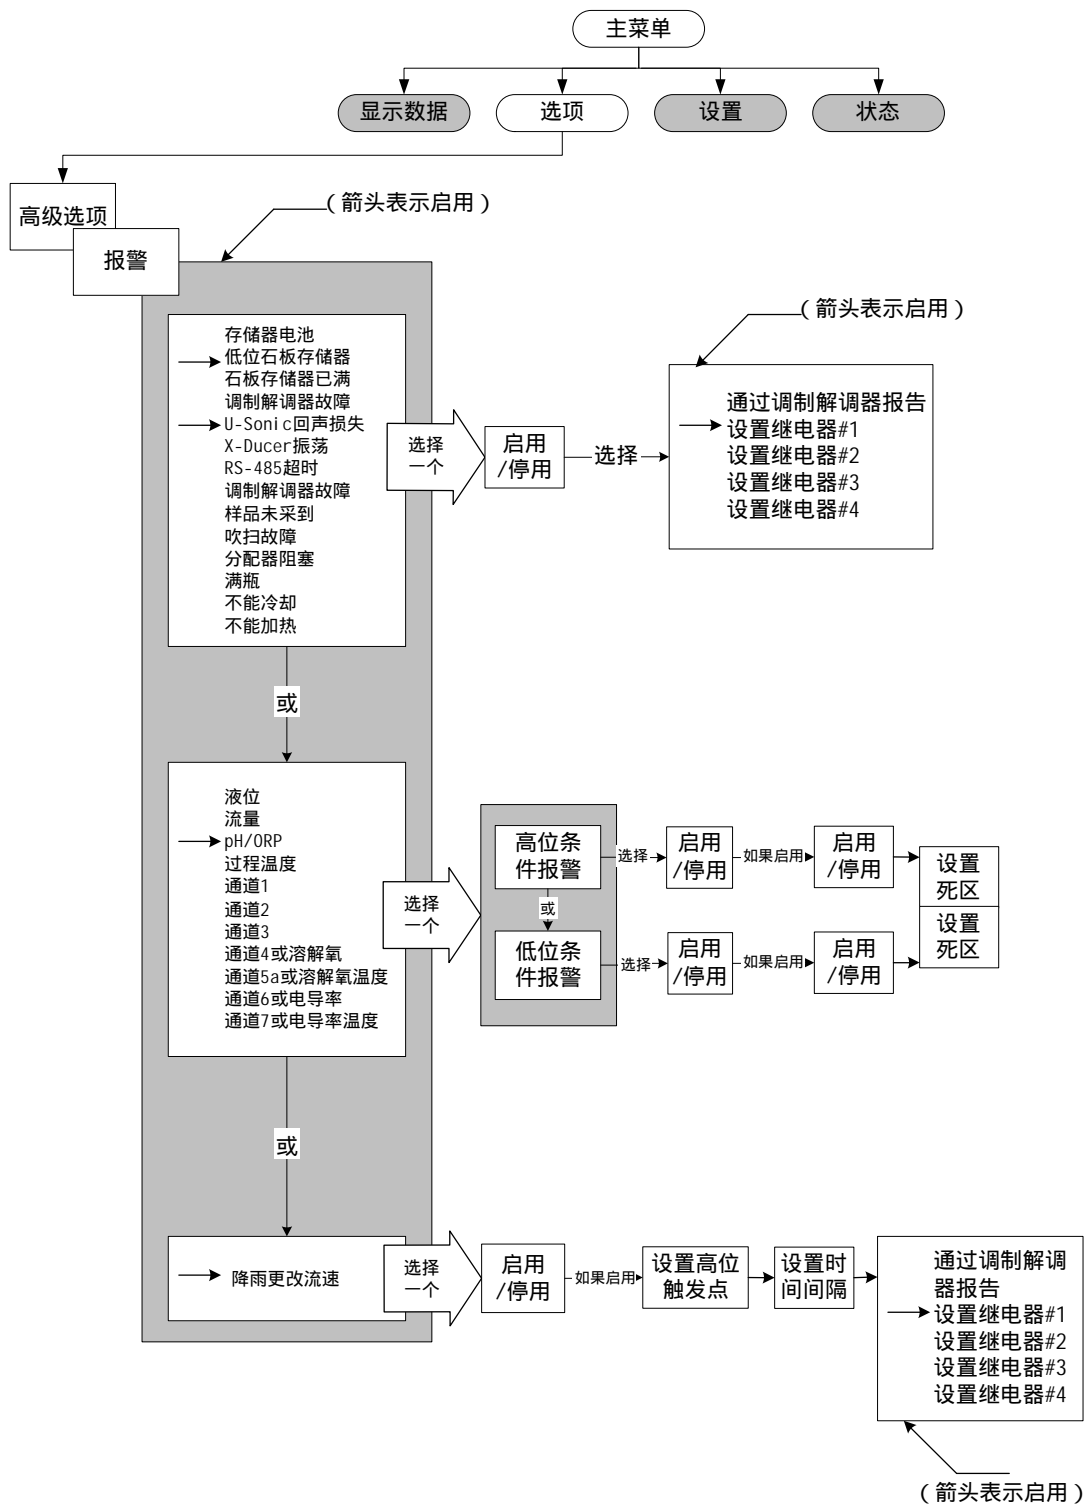 主菜单
显示数据
选项
设置
状态
高级选项
报警
(箭头表示启用)
存储器电池
低位石板存储器
石板存储器已满
调制解调器故障
U-Sonic回声损失
X-Ducer振荡
RS-485超时
调制解调器故障
样品未采到
吹扫故障
分配器阻塞
满瓶
不能冷却
不能加热
选择
一个
启用
/停用
选择
(箭头表示启用)
通过调制解调器报告
设置继电器#1
设置继电器#2
设置继电器#3
设置继电器#4
或
液位
流量
pH/ORP
过程温度
通道1
通道2
通道3
通道4或溶解氧
通道5a或溶解氧温度
通道6或电导率
通道7或电导率温度
选择
一个
高位条
件报警
选择
启用
/停用
如果启用
启用
/停用
设置
死区
或
低位条
件报警
选择
启用
/停用
如果启用
启用
/停用
设置
死区
或
降雨更改流速
选择
一个
启用
/停用
如果启用
设置高位
触发点
设置时
间间隔
通过调制解调
器报告
设置继电器#1
设置继电器#2
设置继电器#3
设置继电器#4
(箭头表示启用)